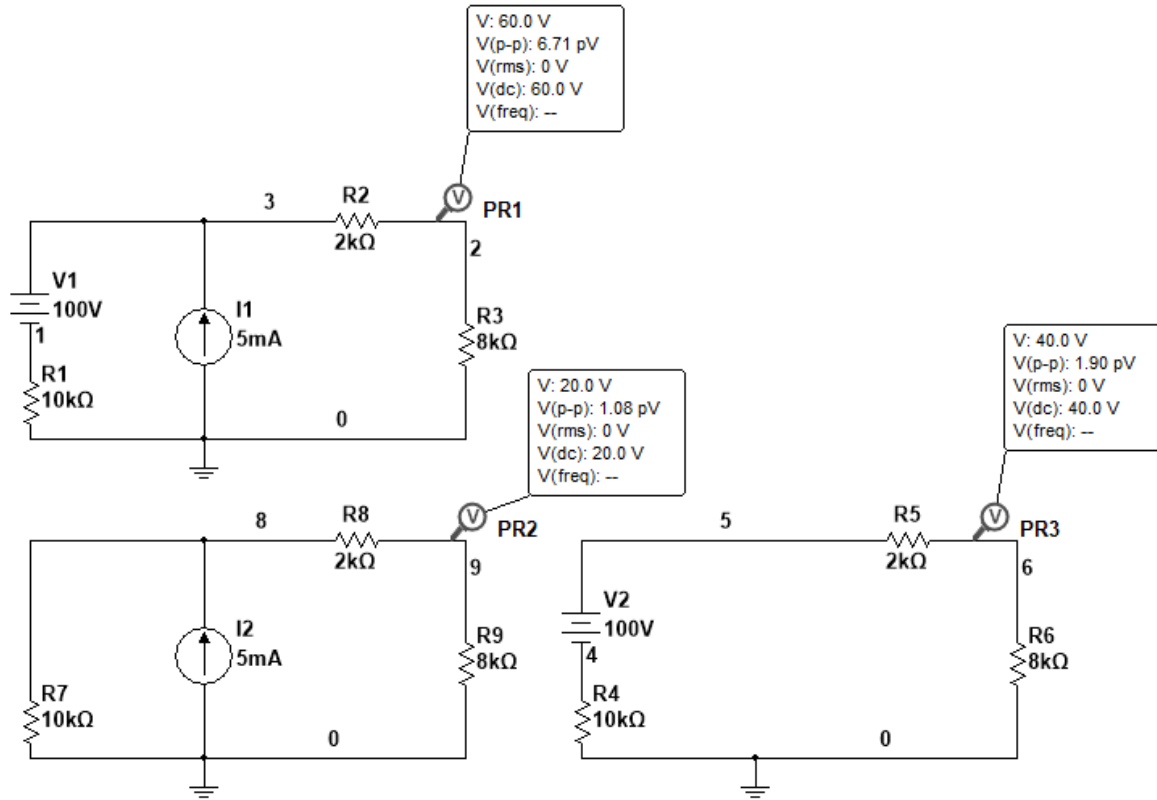 V: 60.0 V
V(p-p): 6.71 pV
V(rms): 0 V
V(dc): 60.0 V
V(freq): --
3
R2
2kΩ
V
PR1
2
V1
100V
1
I1
5mA
R3
8kΩ
R1
10kΩ
0
V: 20.0 V
V(p-p): 1.08 pV
V(rms): 0 V
V(dc): 20.0 V
V(freq): --
V: 40.0 V
V(p-p): 1.90 pV
V(rms): 0 V
V(dc): 40.0 V
V(freq): --
8
R8
2kΩ
V
PR2
9
I2
5mA
R9
8kΩ
R7
10kΩ
0
5
R5
2kΩ
V
PR3
6
V2
100V
4
R6
8kΩ
R4
10kΩ
0